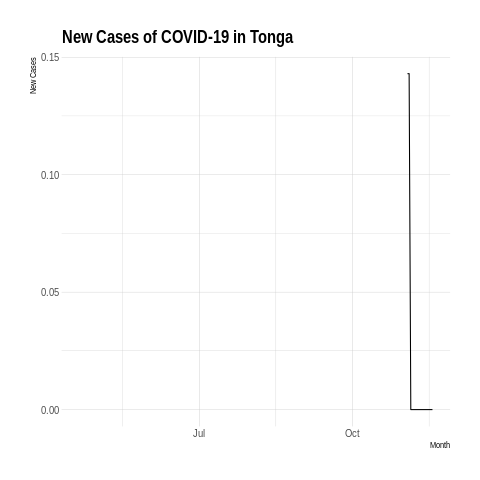 New Cases of COVID-19 in Tonga
New Cases
0.15
0.10
0.05
0.00
Jul Oct
Month